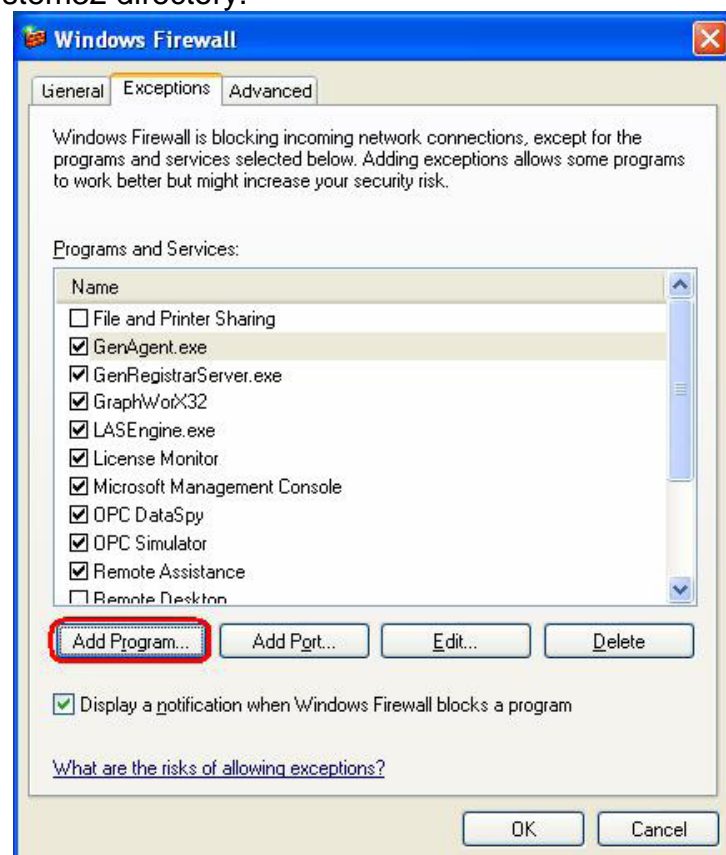 stem32 directory.
Windows Firewall
General Exceptions Advanced
Windows Firewall is blocking incoming network connections, except for the
programs and services selected below. Adding exceptions allows some programs
to work better but might increase your security risk.
Programs and Services:
Name
File and Printer Sharing
GenAgent.exe
GenRegistrarServer.exe
GraphWorX32
LASEngine.exe
License Monitor
Microsoft Management Console
OPC DataSpy
OPC Simulator
Remote Assistance
Remote Desktop
Add Program... Add Port... Edit... Delete
Display a notification when Windows Firewall blocks a program
What are the risks of allowing exceptions?
OK Cancel